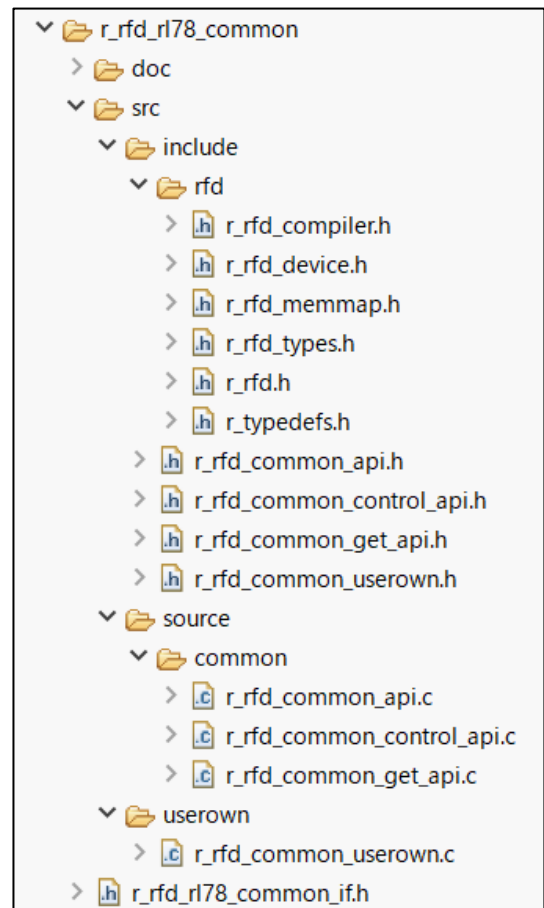 r_rfd_rl78_common
doc
src
include
rfd
.h r_rfd_compiler.h
.h r_rfd_device.h
.h r_rfd_memmap.h
.h r_rfd_types.h
.h r_rfd.h
.h r_typedefs.h
.h r_rfd_common_api.h
.h r_rfd_common_control_api.h
.h r_rfd_common_get_api.h
.h r_rfd_common_userown.h
source
common
.c r_rfd_common_api.c
.c r_rfd_common_control_api.c
.c r_rfd_common_get_api.c
userown
.c r_rfd_common_userown.c
.h r_rfd_rl78_common_if.h